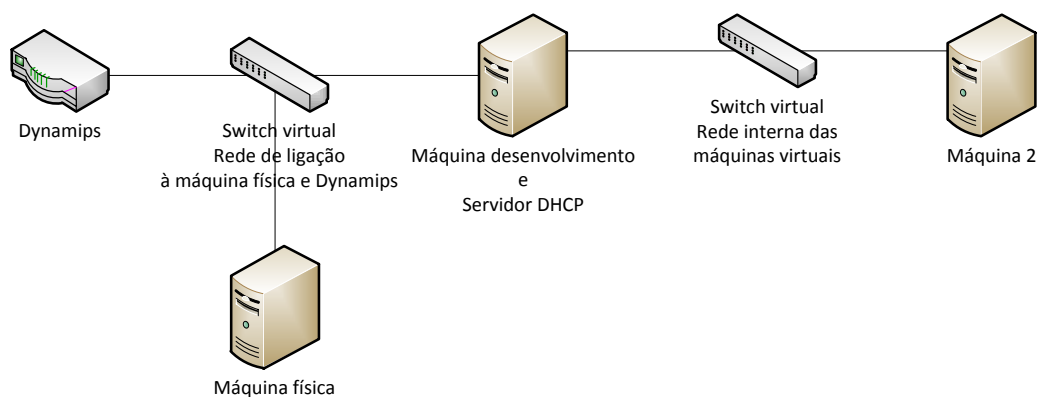 Dynamips
Switch virtual
Rede de ligação
à máquina física e Dynamips
Máquina desenvolvimento
e
Servidor DHCP
Switch virtual
Rede interna das
máquinas virtuais
Máquina 2
Máquina física